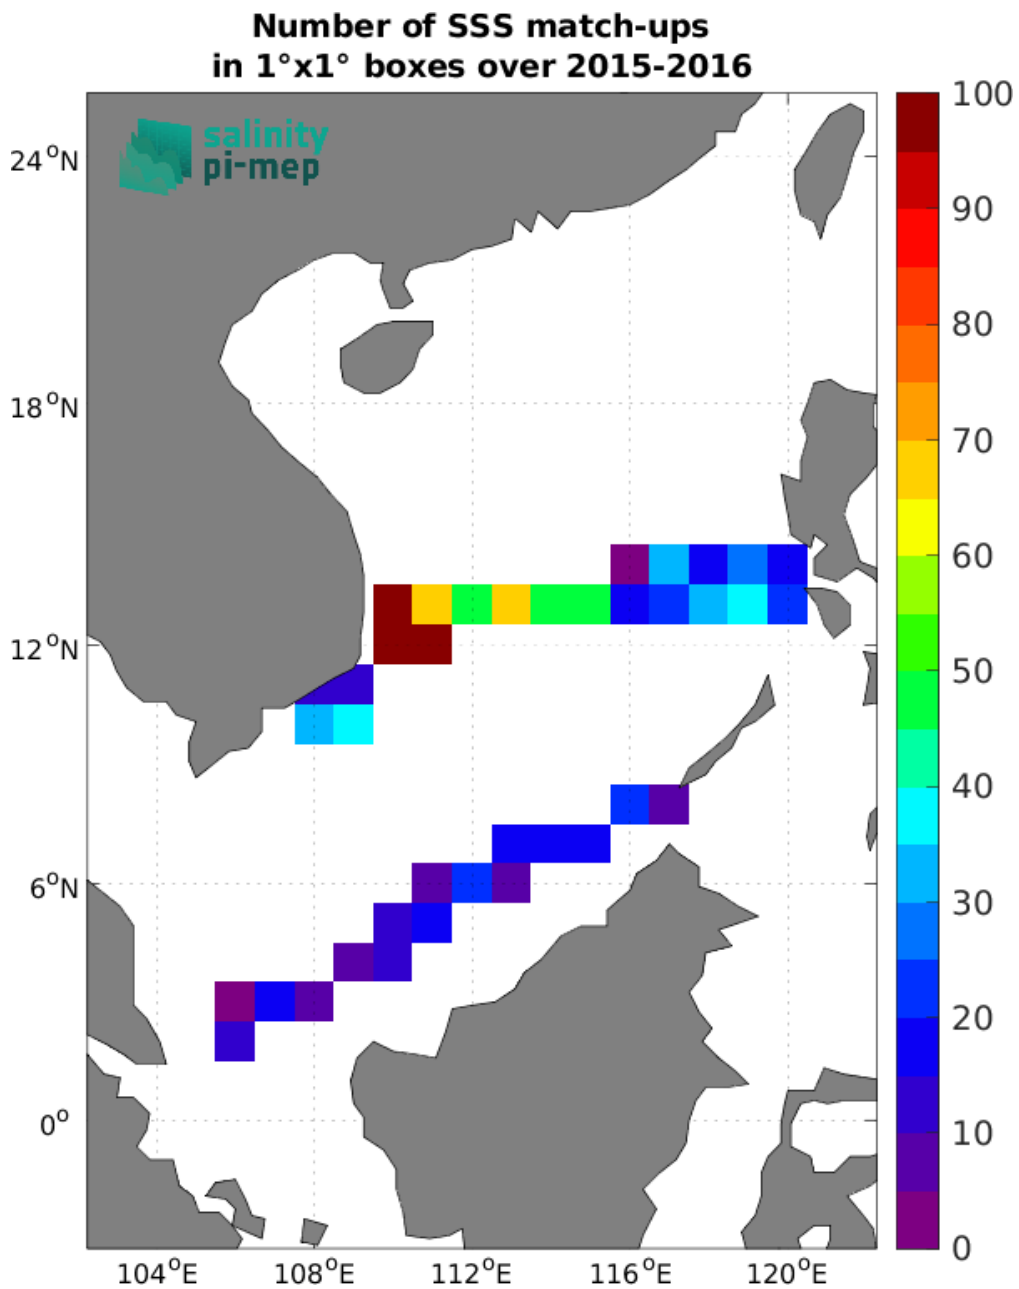 Number of SSS match-ups
in 1°x1° boxes over 2015-2016
salinity
pi-mep
24°N
18°N
12°N
6°N
0°
104°E 108°E 112°E 116°E 120°E
100
90
80
70
60
50
40
30
20
10
0